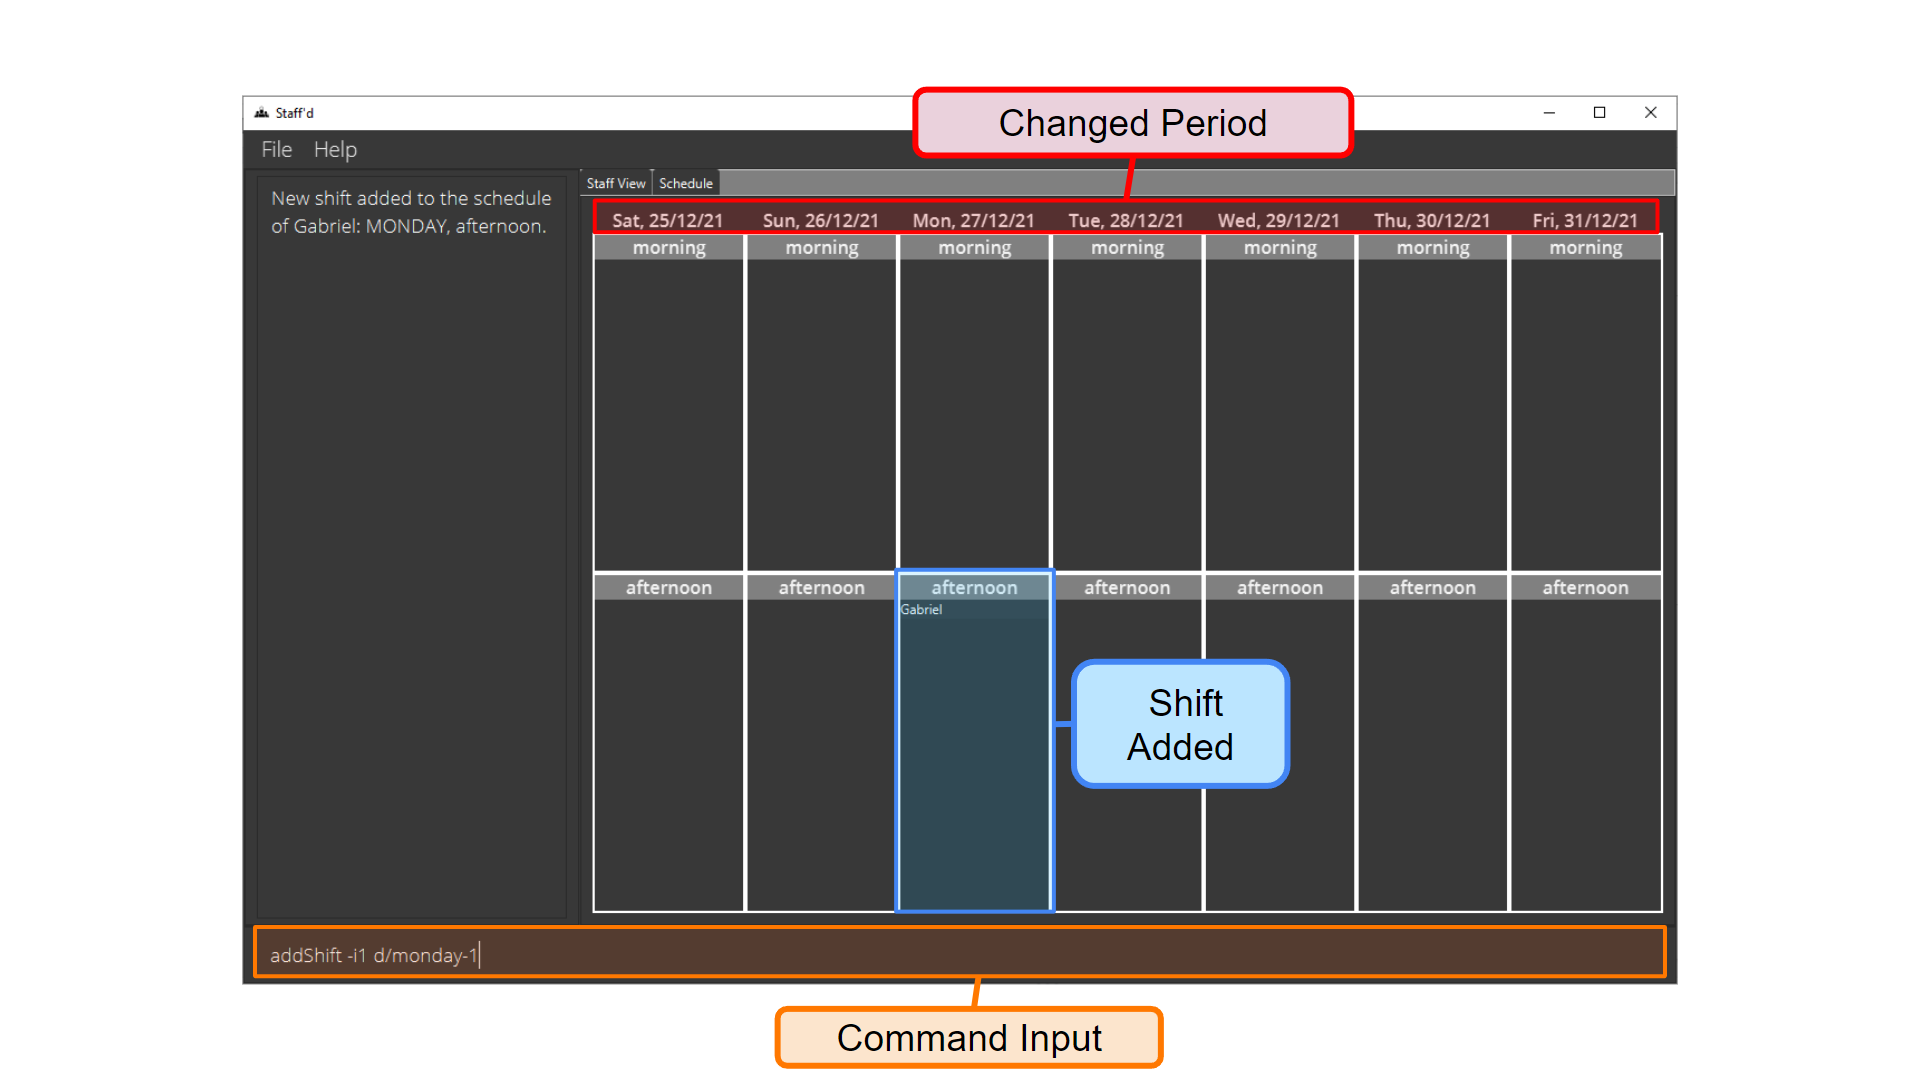 Staff'd
Changed Period
File Help
New shift added to the schedule
of Gabriel: MONDAY, afternoon.
Staff View Schedule
Sat, 25/12/21 Sun, 26/12/21 Mon, 27/12/21 Tue, 28/12/21 Wed, 29/12/21 Thu, 30/12/21 Fri, 31/12/21
morning morning morning morning morning morning morning
afternoon afternoon afternoon afternoon afternoon afternoon afternoon
Gabriel
Shift
Added
addShift -i1 d/monday-1
Command Input